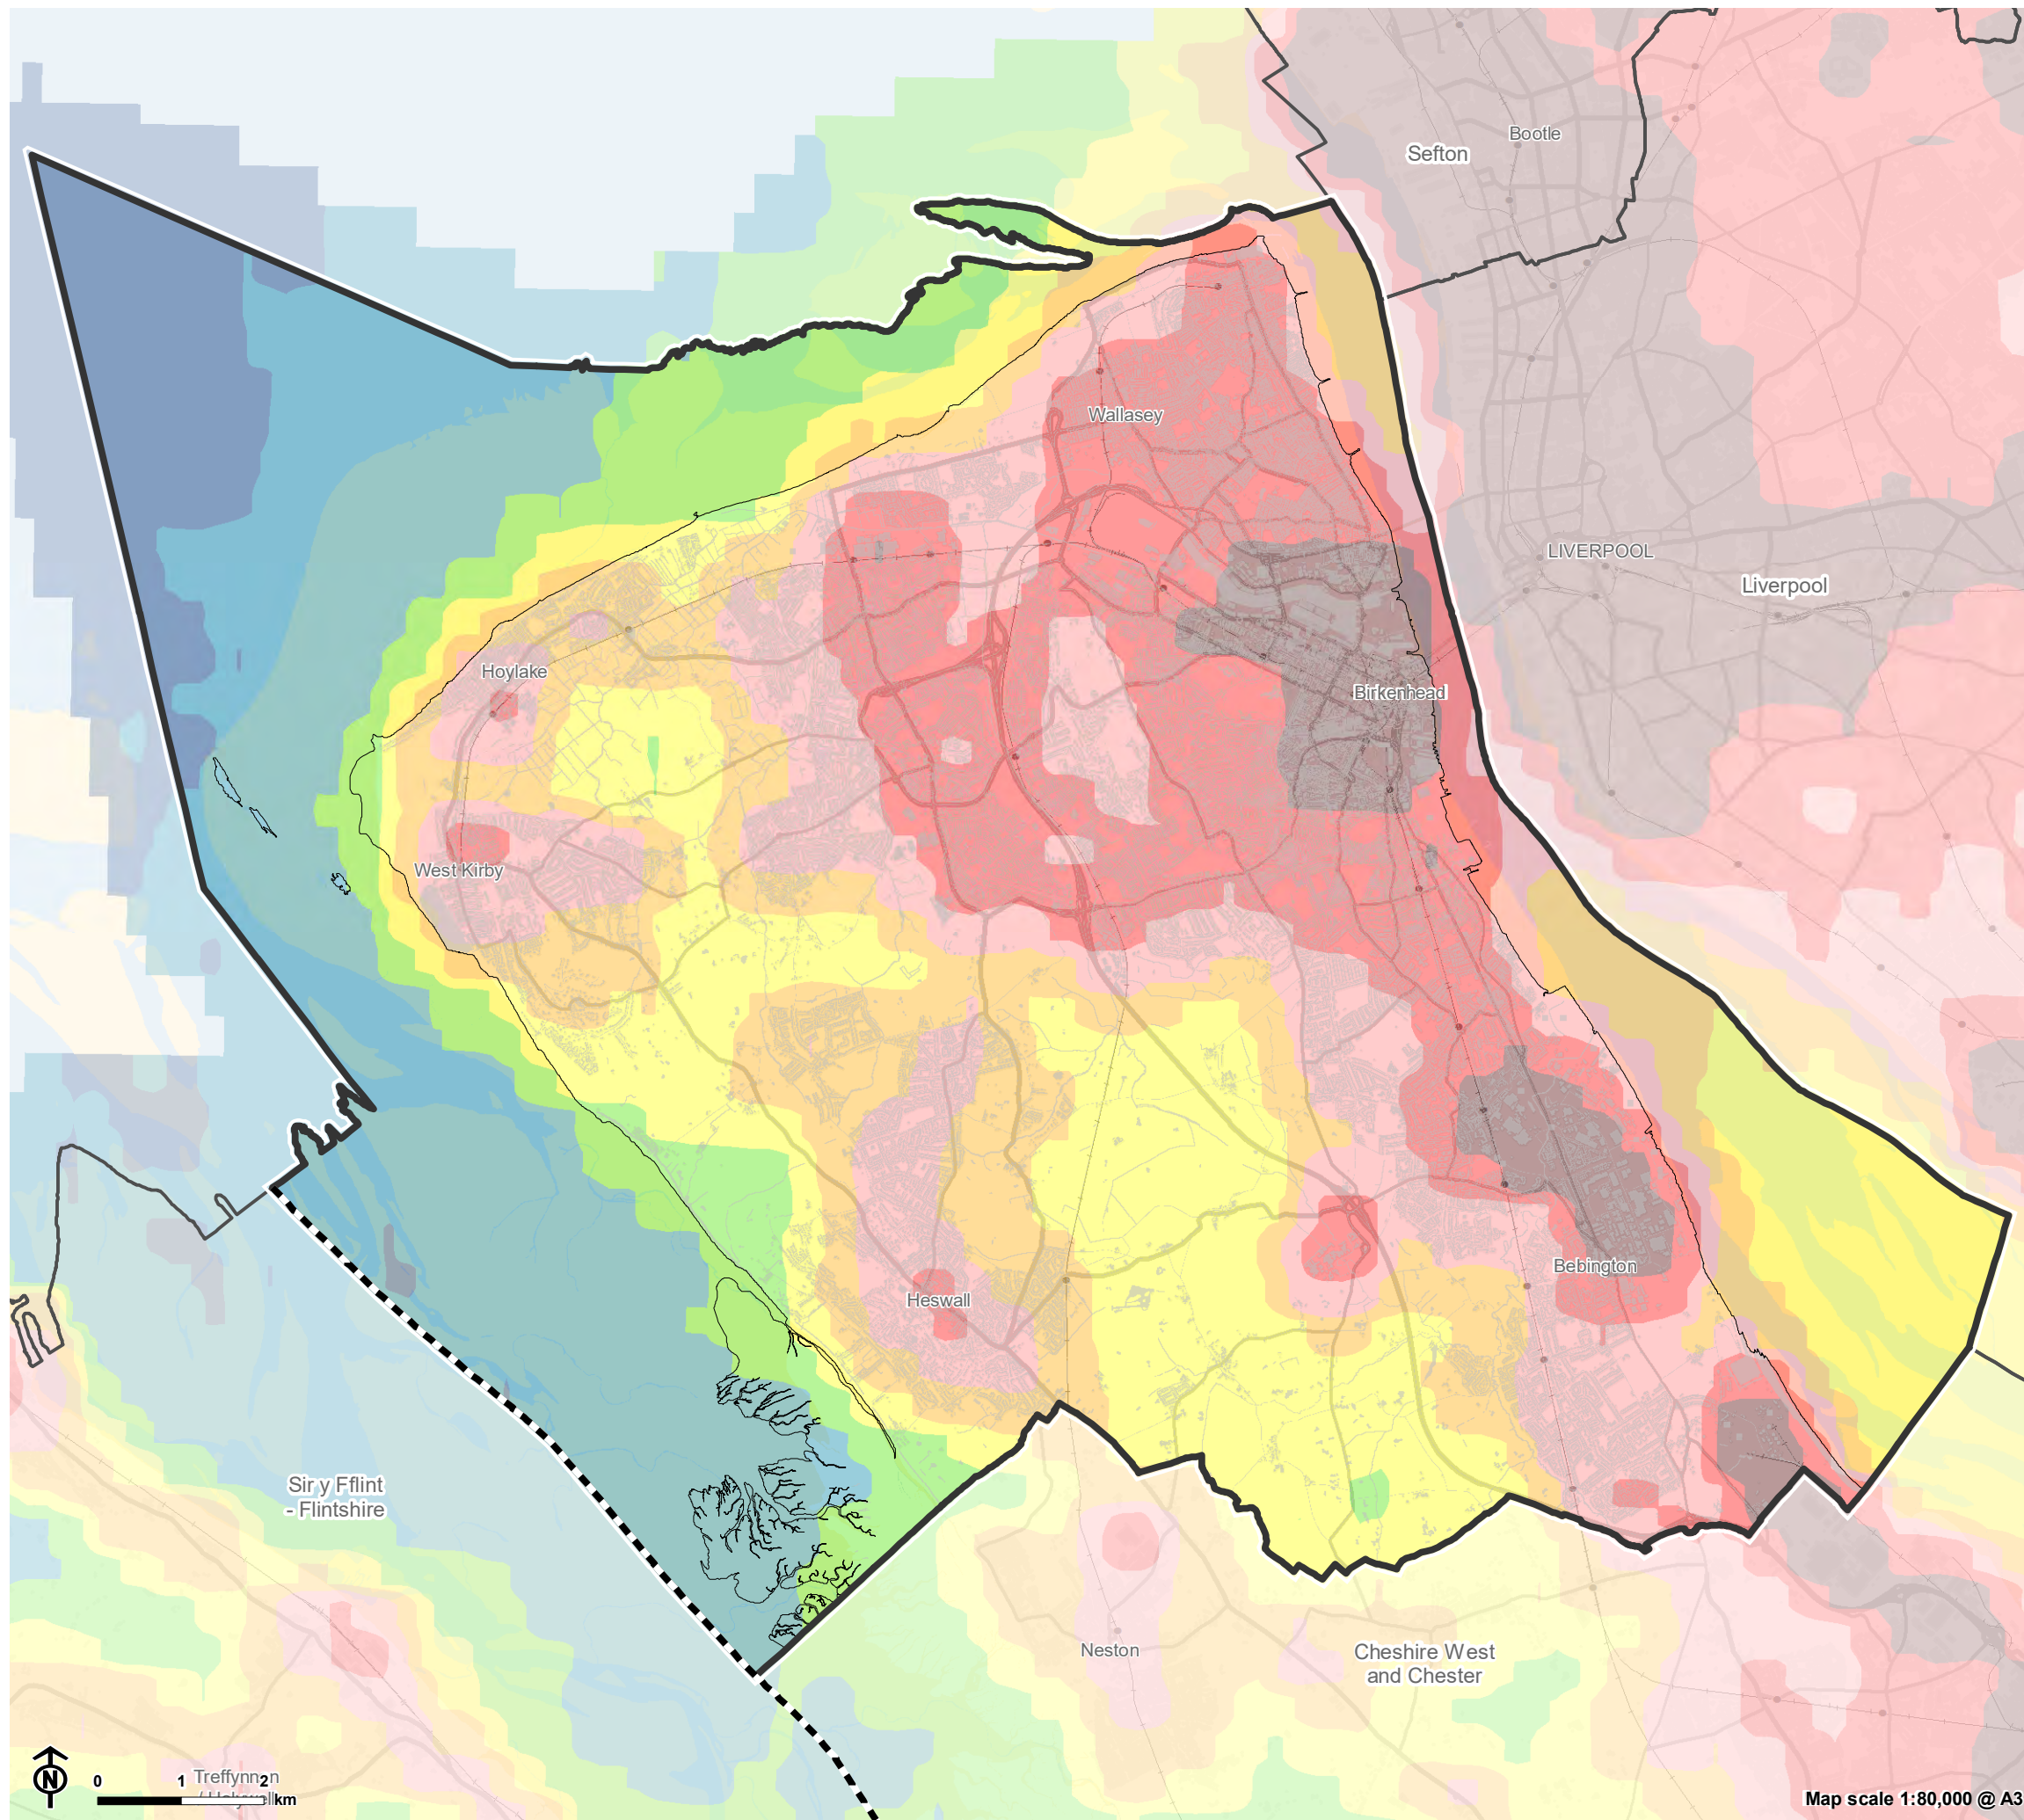 Bootle
Sefton
Wallasey
LIVERPOOL
Liverpool
Hoylake
Birkenhead
West Kirby
Bebington
Heswall
Sir y Fflint
- Flintshire
Neston
Cheshire West
and Chester
N
0 1 2
km
Map scale 1:80,000 @ A3